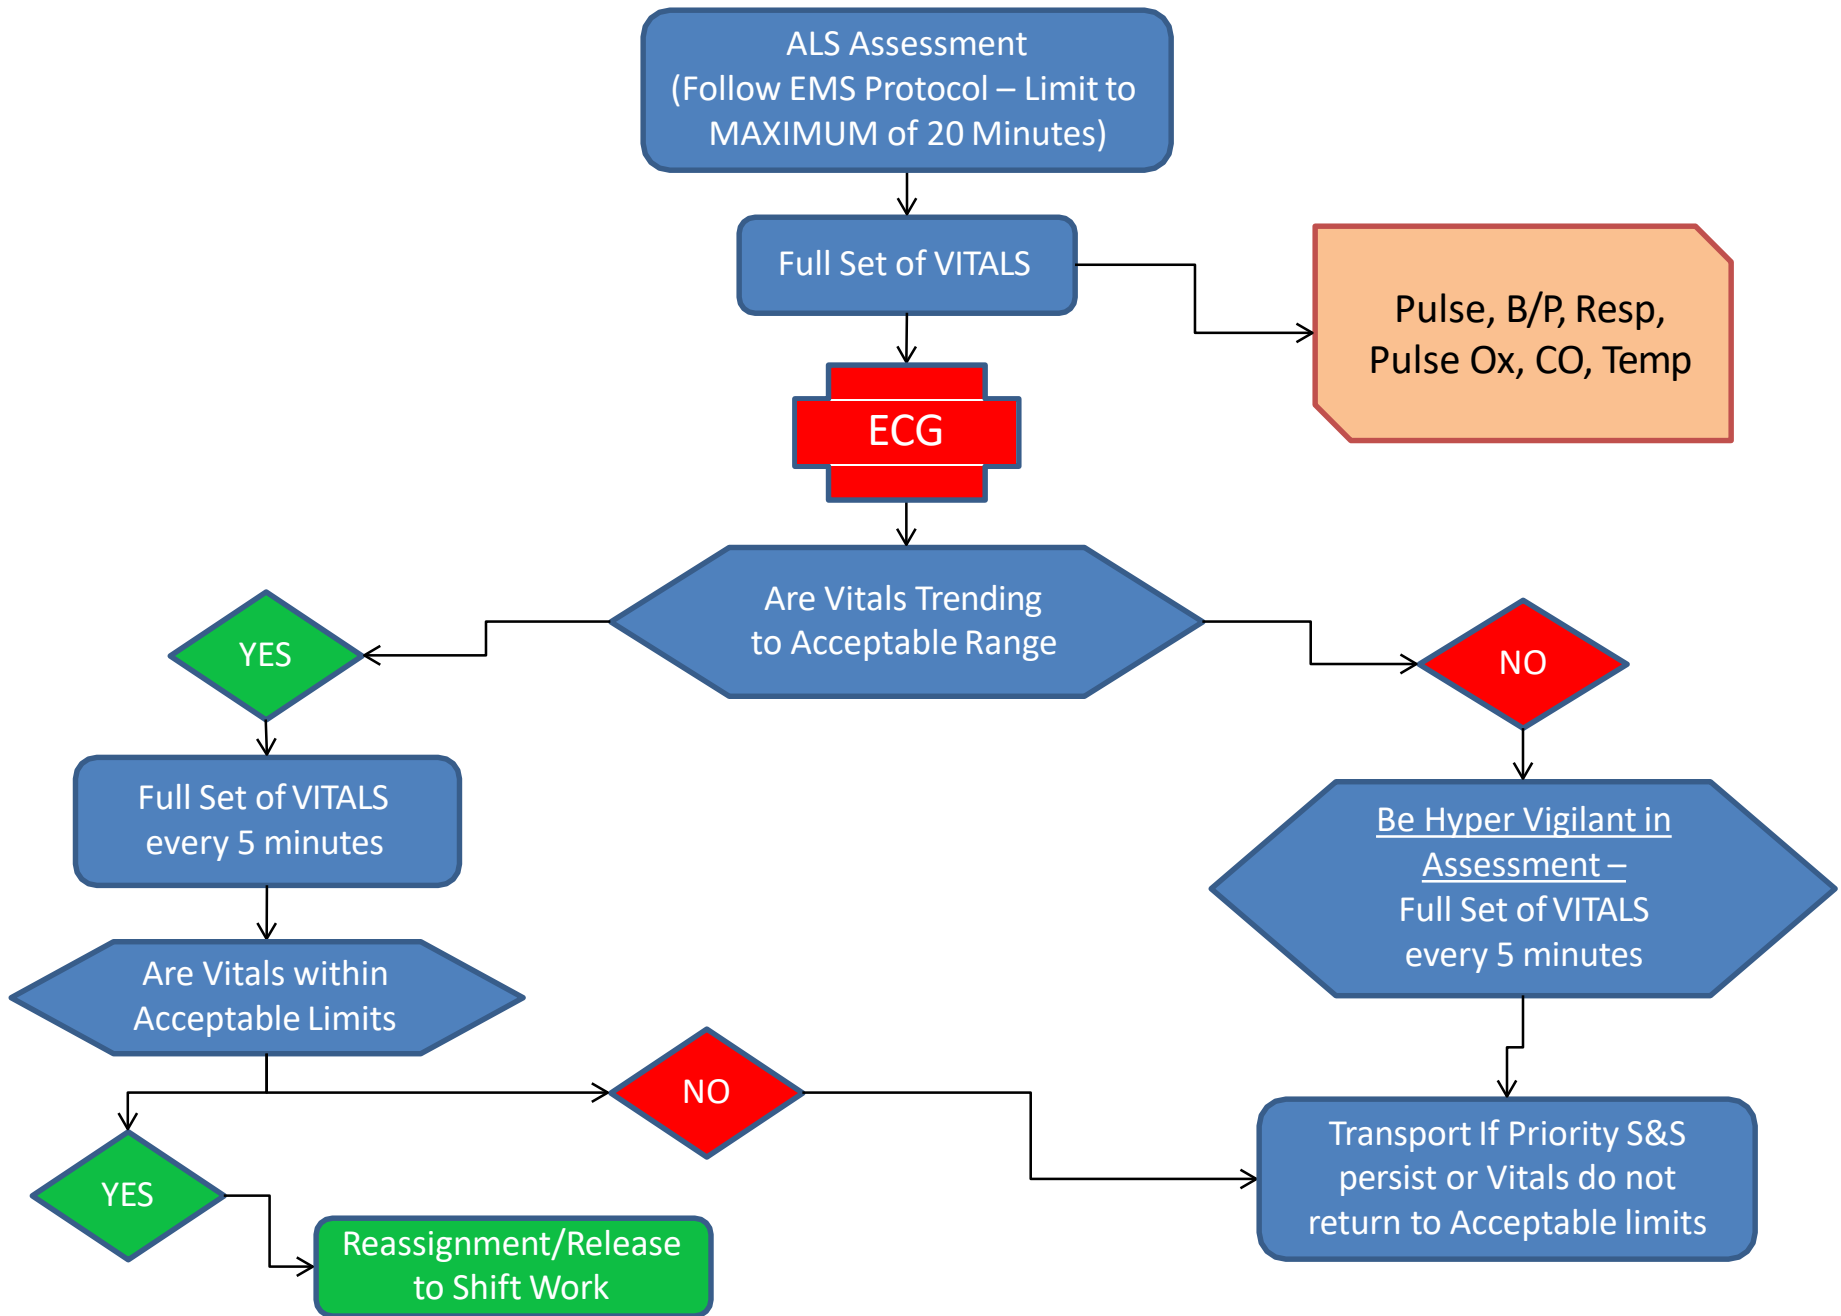 ALS Assessment
(Follow EMS Protocol – Limit to
MAXIMUM of 20 Minutes)
Full Set of VITALS
Pulse, B/P, Resp,
Pulse Ox, CO, Temp
ECG
Are Vitals Trending
to Acceptable Range
YES
NO
Full Set of VITALS
every 5 minutes
Be Hyper Vigilant in
Assessment –
Full Set of VITALS
every 5 minutes
Are Vitals within
Acceptable Limits
NO
YES
Transport If Priority S&S
persist or Vitals do not
return to Acceptable limits
Reassignment/Release
to Shift Work